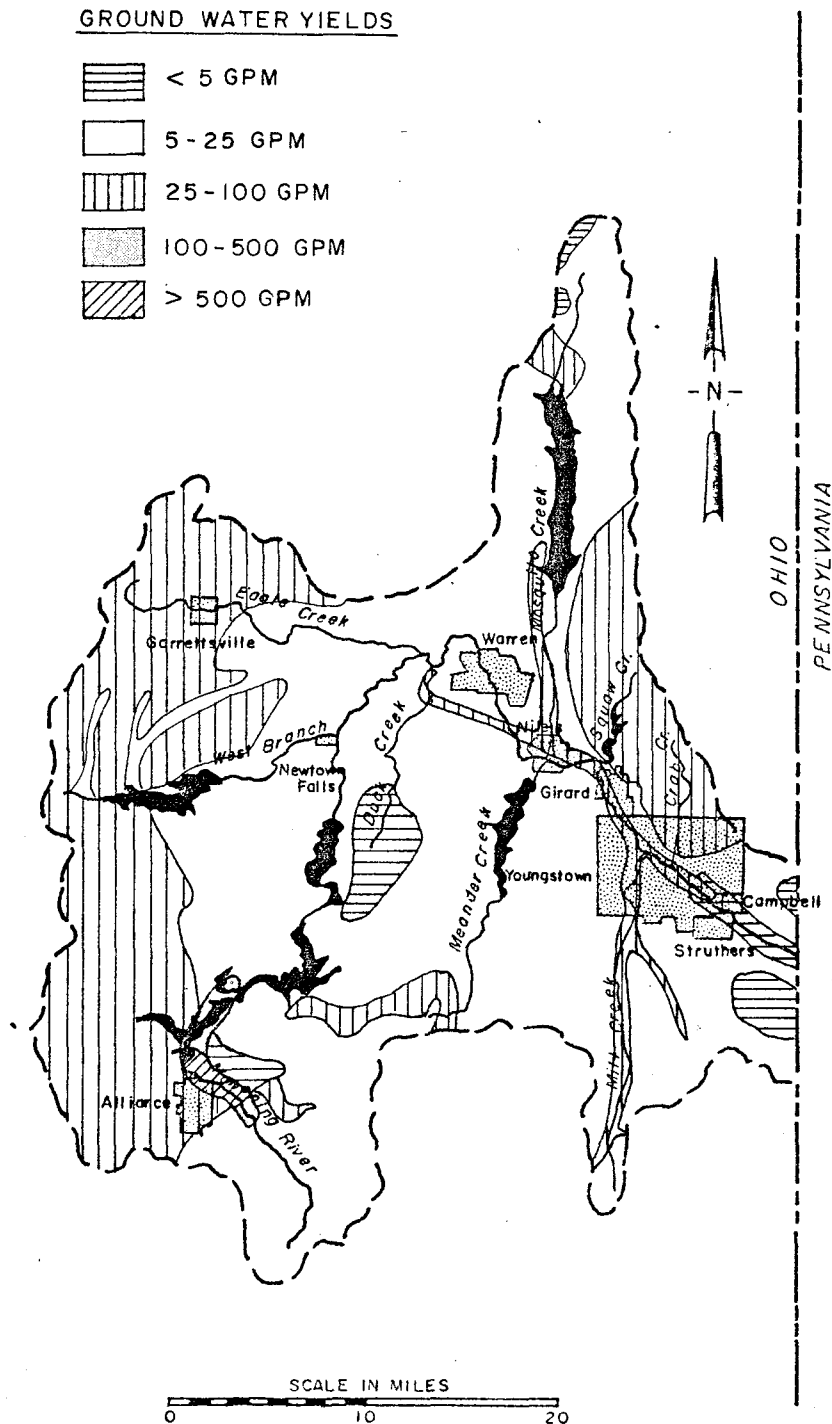 GROUND WATER YIELDS
< 5 GPM
5-25 GPM
25-100 GPM
100-500 GPM
> 500 GPM
-N-
OHIO
PENNSYLVANIA
Mosquito Creek
Eagle Creek
Garrettsville
Warren
Squaw Cr.
Niles
West Branch
Newtown
Falls
Duck Creek
Girard
Crab Cr.
Meander Creek
Youngstown
Campbell
Struthers
Mill Creek
Alliance
Mahoning River
SCALE IN MILES
0 10 20